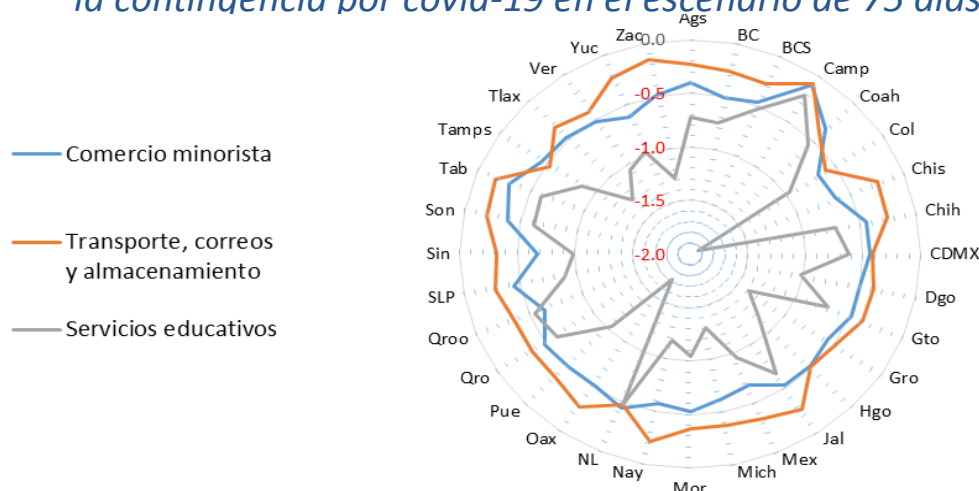 la contingencia por covid-19 en el escenario de 75 días
Comercio minorista
Transporte, correos
y almacenamiento
Servicios educativos
Ags
BC
BCS
Camp
Coah
Col
Chis
Chih
CDMX
Dgo
Gto
Gro
Hgo
Jal
Mex
Mich
Mor
Nay
NL
Oax
Pue
Qro
Qroo
SLP
Sin
Son
Tab
Tamps
Tlax
Ver
Yuc
Zac
0.0
-0.5
-1.0
-1.5
-2.0